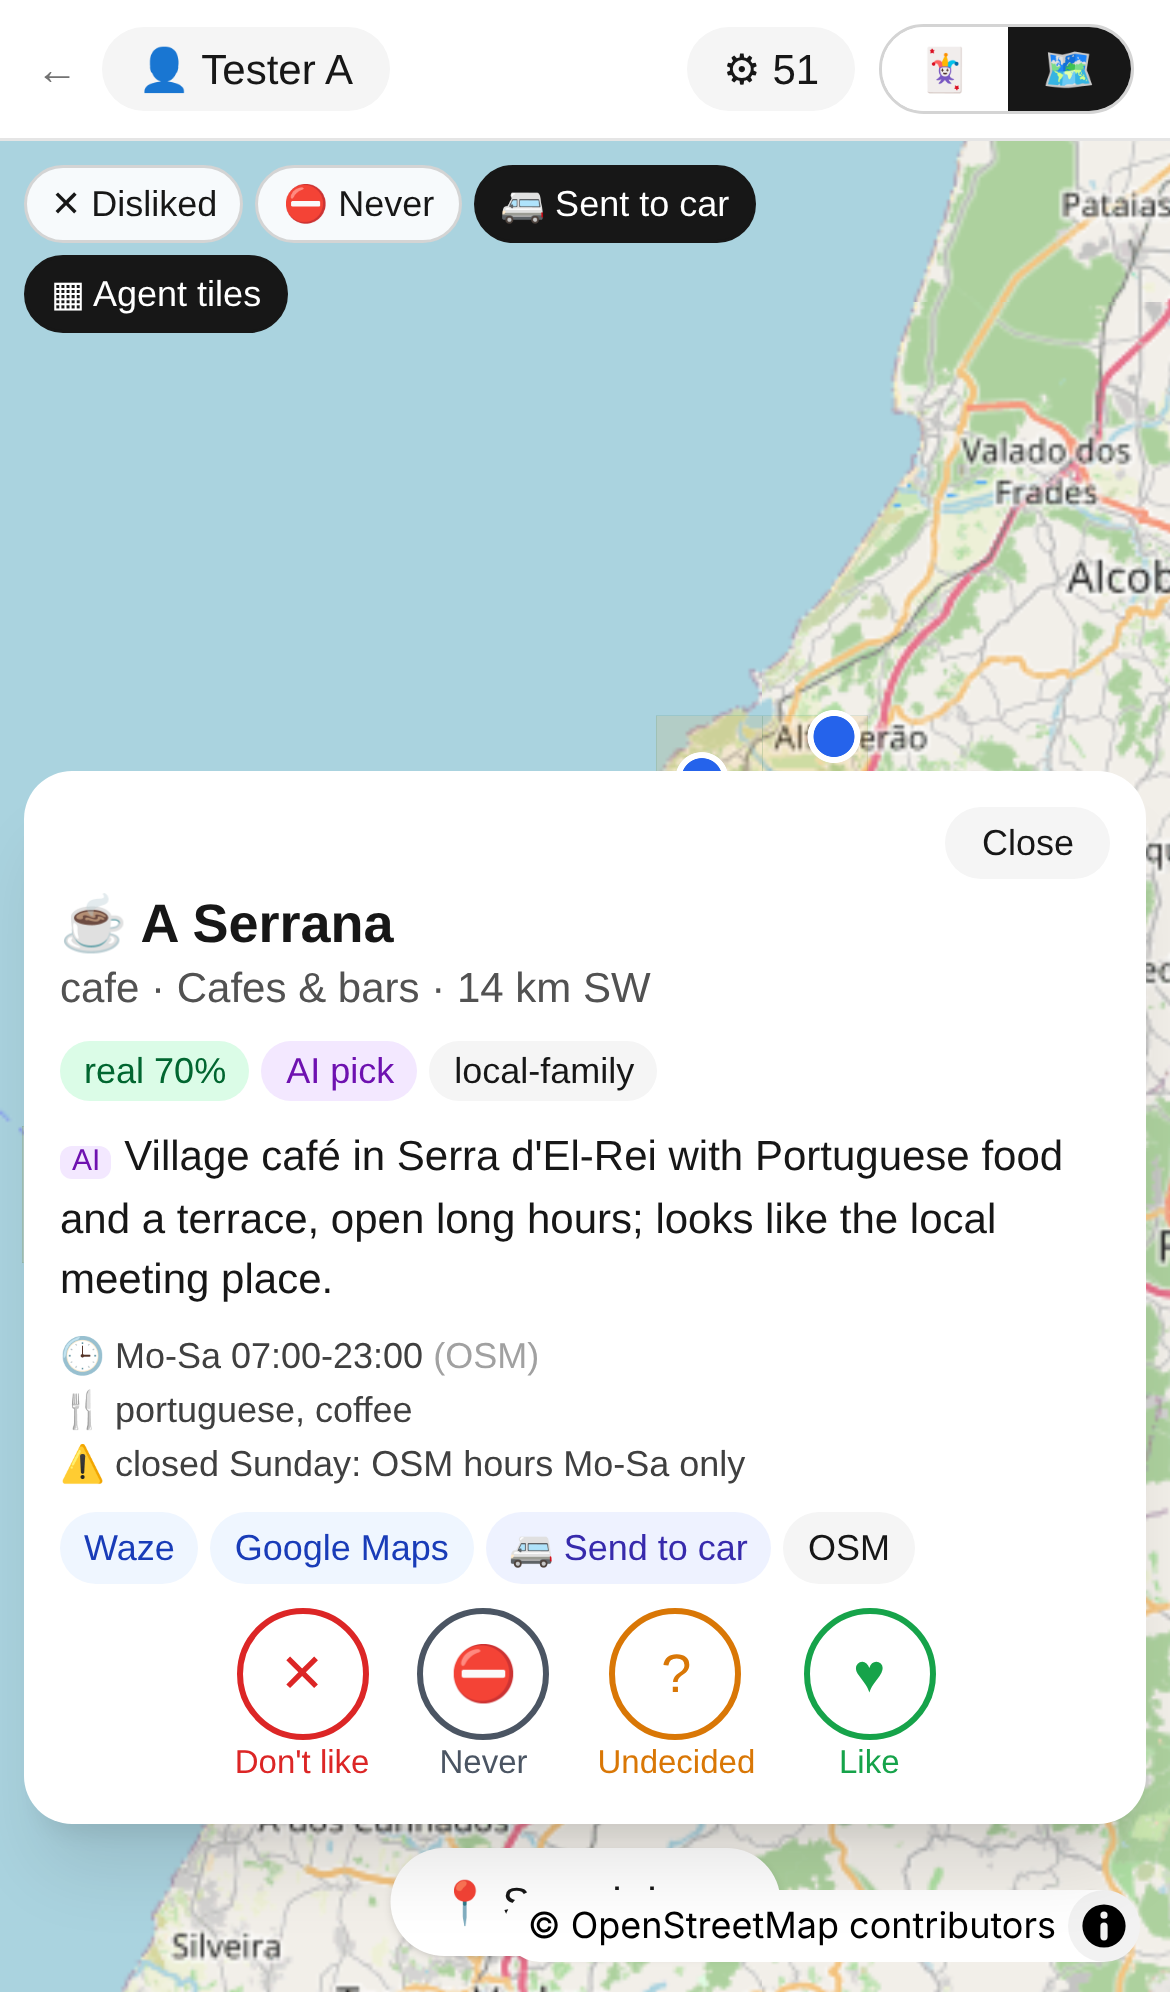 ← Tester A 51
✕ Disliked Never Sent to car
Agent tiles
Pataias
Valado dos
Frades
Close
A Serrana
cafe · Cafes & bars · 14 km SW
real 70% AI pick local-family
AI Village café in Serra d'El-Rei with Portuguese food
and a terrace, open long hours; looks like the local
meeting place.
Mo-Sa 07:00-23:00 (OSM)
portuguese, coffee
closed Sunday: OSM hours Mo-Sa only
Waze Google Maps Send to car OSM
✕ ? ♥
Don't like Never Undecided Like
Silveira
© OpenStreetMap contributors